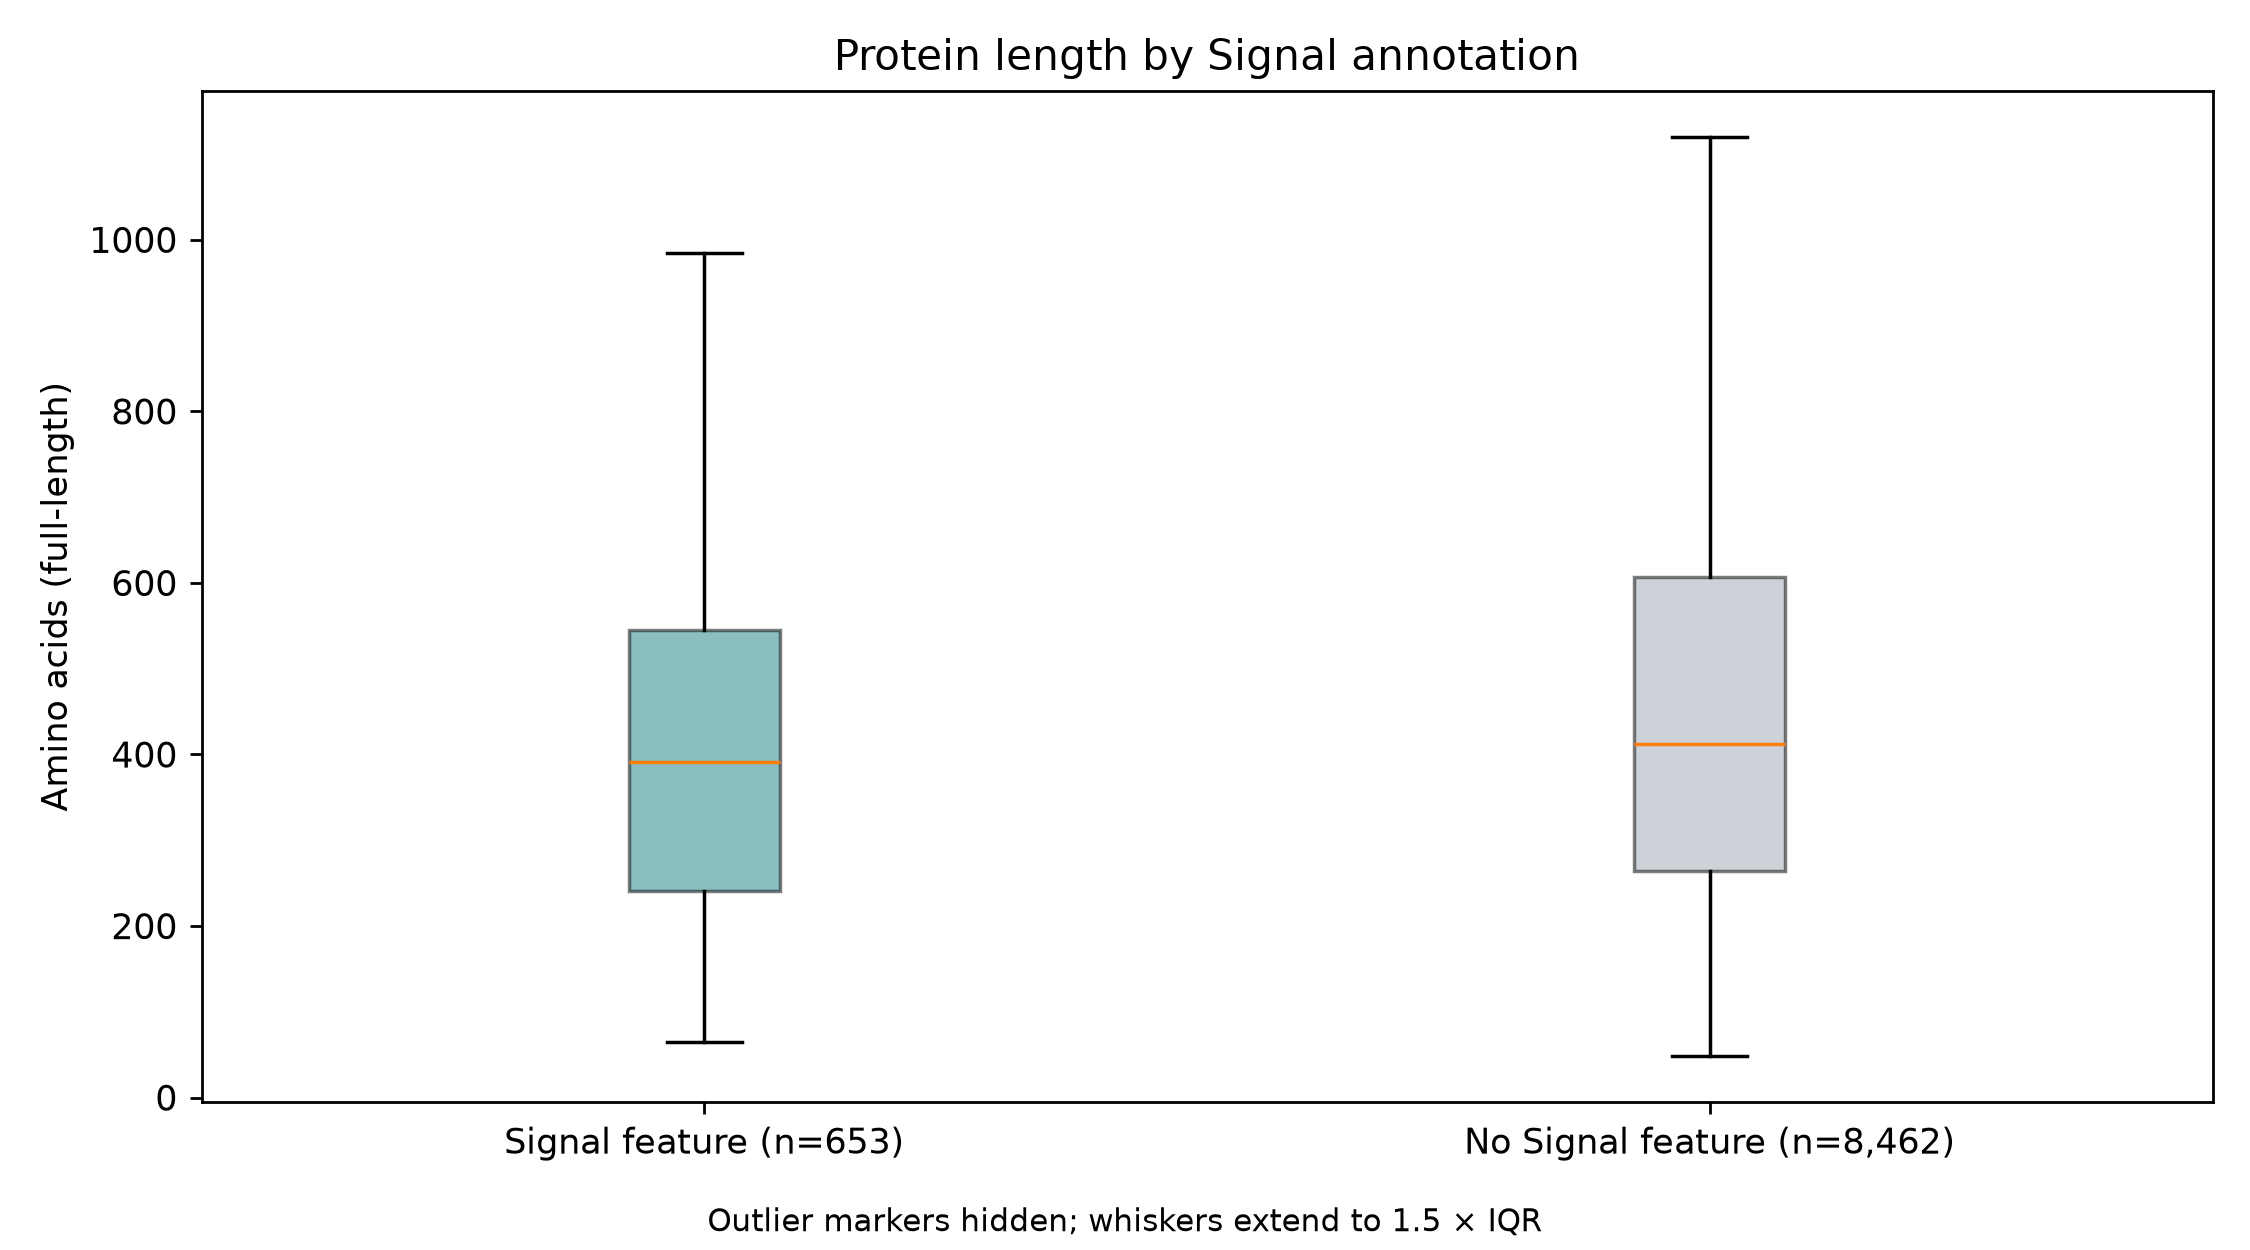 Protein length by Signal annotation
Amino acids (full-length)
1000
800
600
400
200
0
Signal feature (n=653)
No Signal feature (n=8,462)
Outlier markers hidden; whiskers extend to 1.5 × IQR